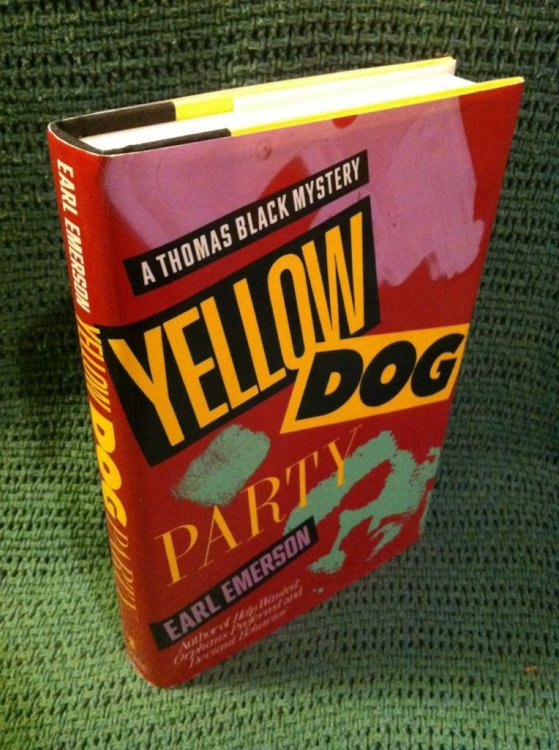 A THOMAS BLACK MYSTERY
YELLOW
DOG
PARTY
EARL EMERSON
Author of Help Wanted:
Orphans Preferred and
Deviant Behavior
EARL EMERSON YELLOW DOG PARTY